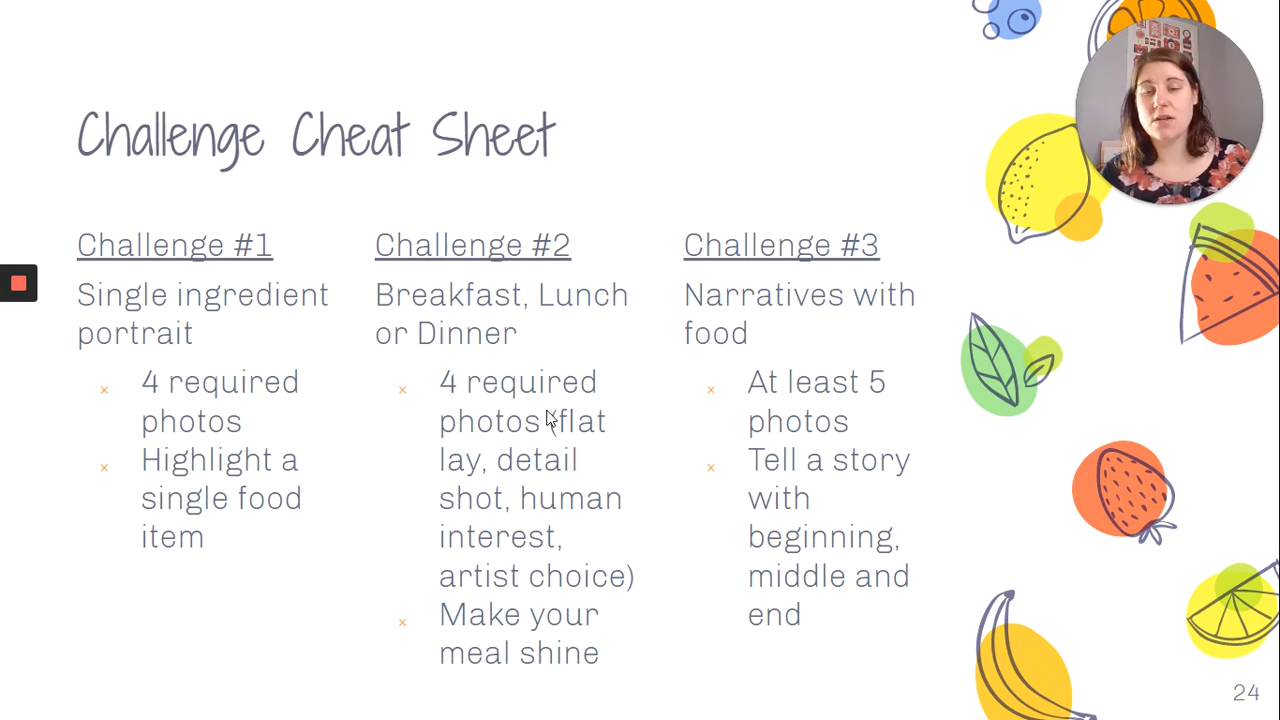 Challenge Cheat Sheet
Challenge #1
Single ingredient
portrait
4 required
photos
Highlight a
single food
item
Challenge #2
Breakfast, Lunch
or Dinner
4 required
photos (flat
lay, detail
shot, human
interest,
artist choice)
Make your
meal shine
Challenge #3
Narratives with
food
At least 5
photos
Tell a story
with
beginning,
middle and
end
24